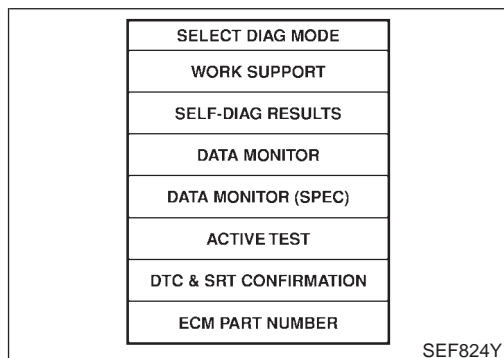 SELECT DIAG MODE
WORK SUPPORT
SELF-DIAG RESULTS
DATA MONITOR
DATA MONITOR (SPEC)
ACTIVE TEST
DTC & SRT CONFIRMATION
ECM PART NUMBER
SEF824Y